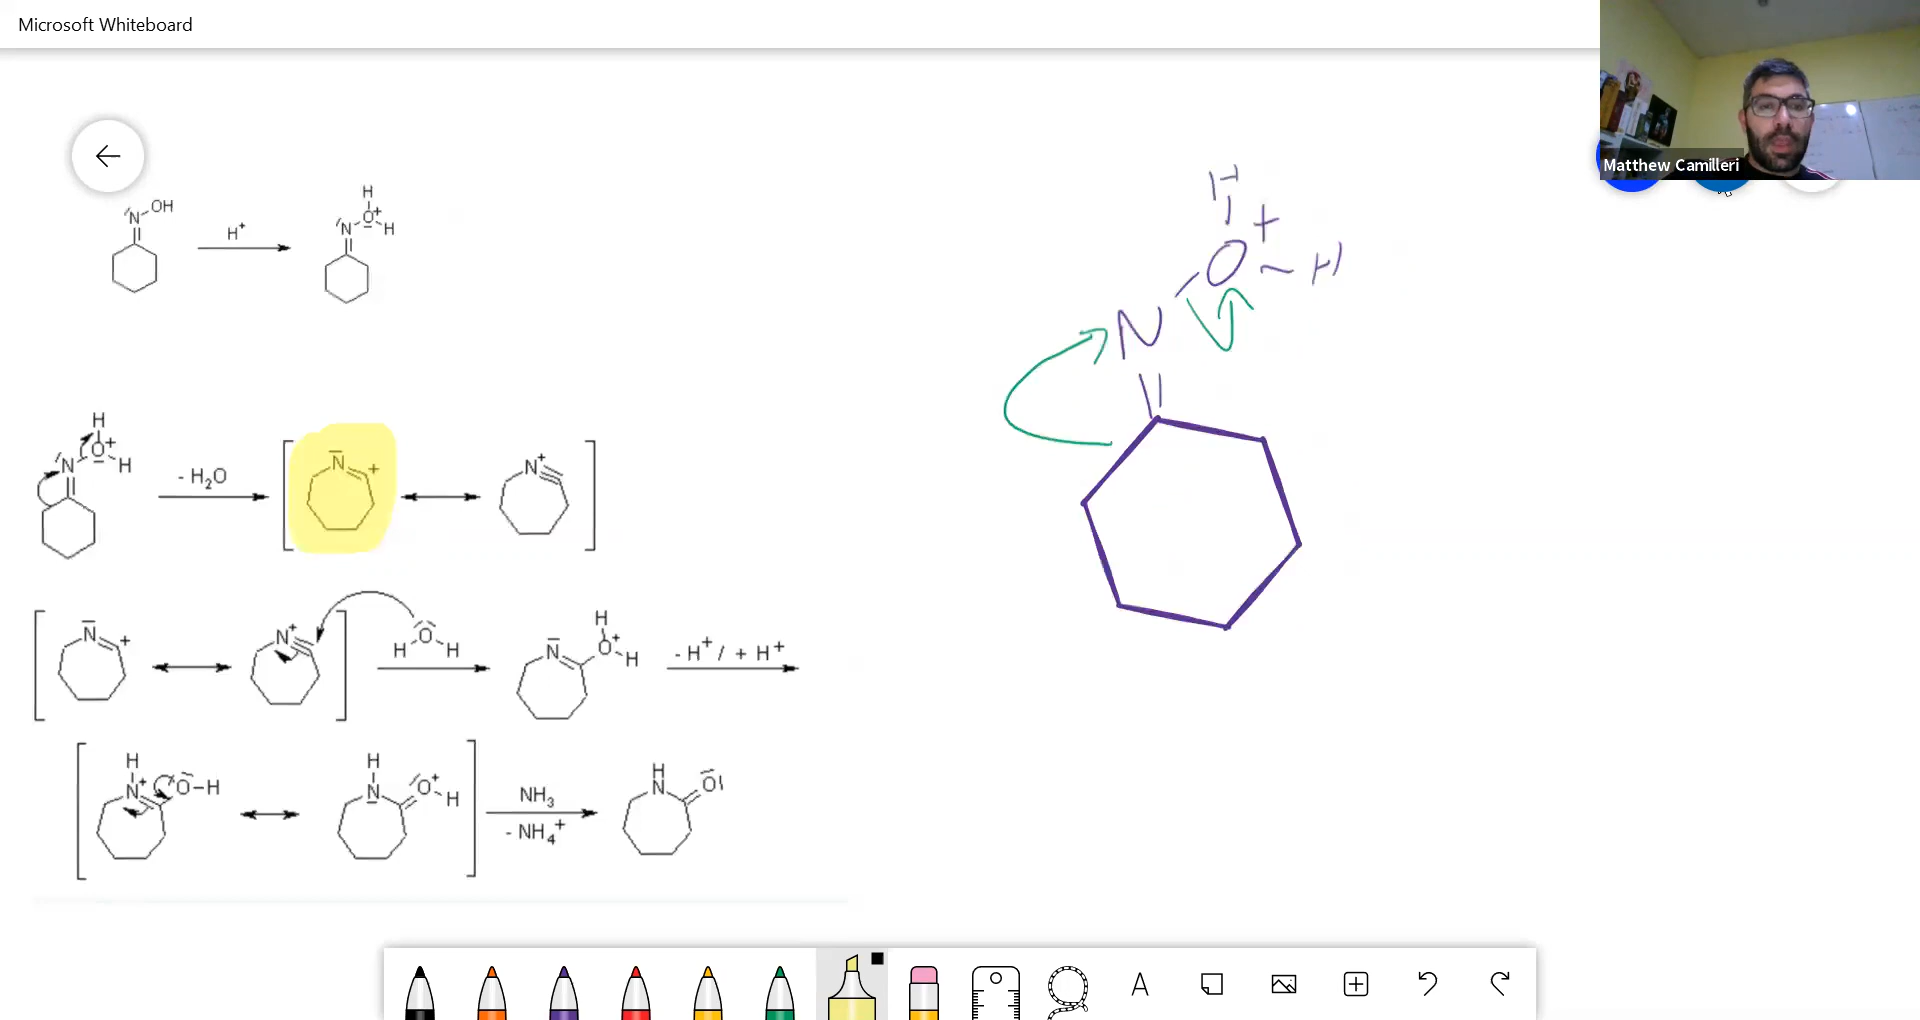 Microsoft Whiteboard
Matthew Camilleri
N OH
H⁺
H
N O⁺ H
H
N O⁺ H
- H₂O
N +
N⁺
N +
N⁺
H O H
H
N O⁺ H
- H⁺ / + H⁺
H
N⁺ O-H
H
N O⁺ H
NH₃
- NH₄⁺
H
N O
H
+
O - H
N
A